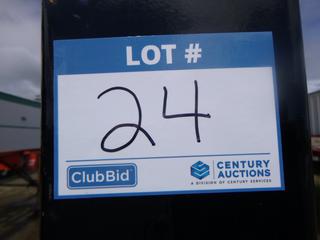 LOT #
24
ClubBid
CENTURY
AUCTIONS
A DIVISION OF CENTURY SERVICES